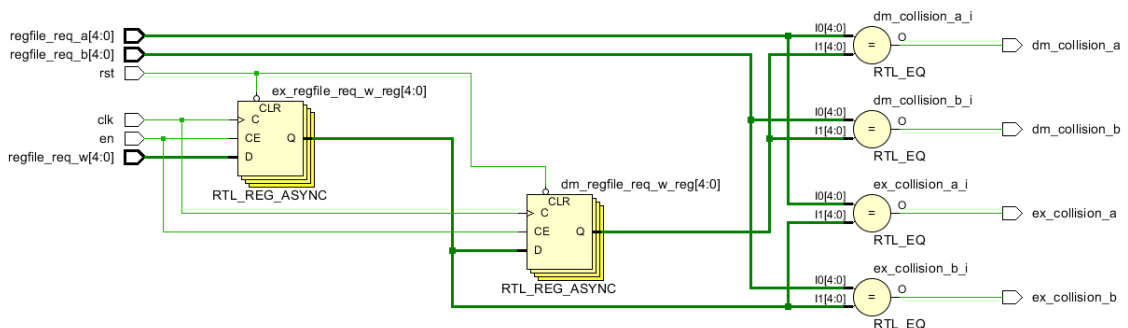 regfile_req_a[4:0]
regfile_req_b[4:0]
rst
clk
en
regfile_req_w[4:0]
ex_regfile_req_w_reg[4:0]
CLR
C
CE
D
Q
RTL_REG_ASYNC
dm_regfile_req_w_reg[4:0]
CLR
C
CE
D
Q
RTL_REG_ASYNC
dm_collision_a_i
I0[4:0]
I1[4:0]
=
O
RTL_EQ
dm_collision_a
dm_collision_b_i
I0[4:0]
I1[4:0]
=
O
RTL_EQ
dm_collision_b
ex_collision_a_i
I0[4:0]
I1[4:0]
=
O
RTL_EQ
ex_collision_a
ex_collision_b_i
I0[4:0]
I1[4:0]
=
O
RTL_EQ
ex_collision_b